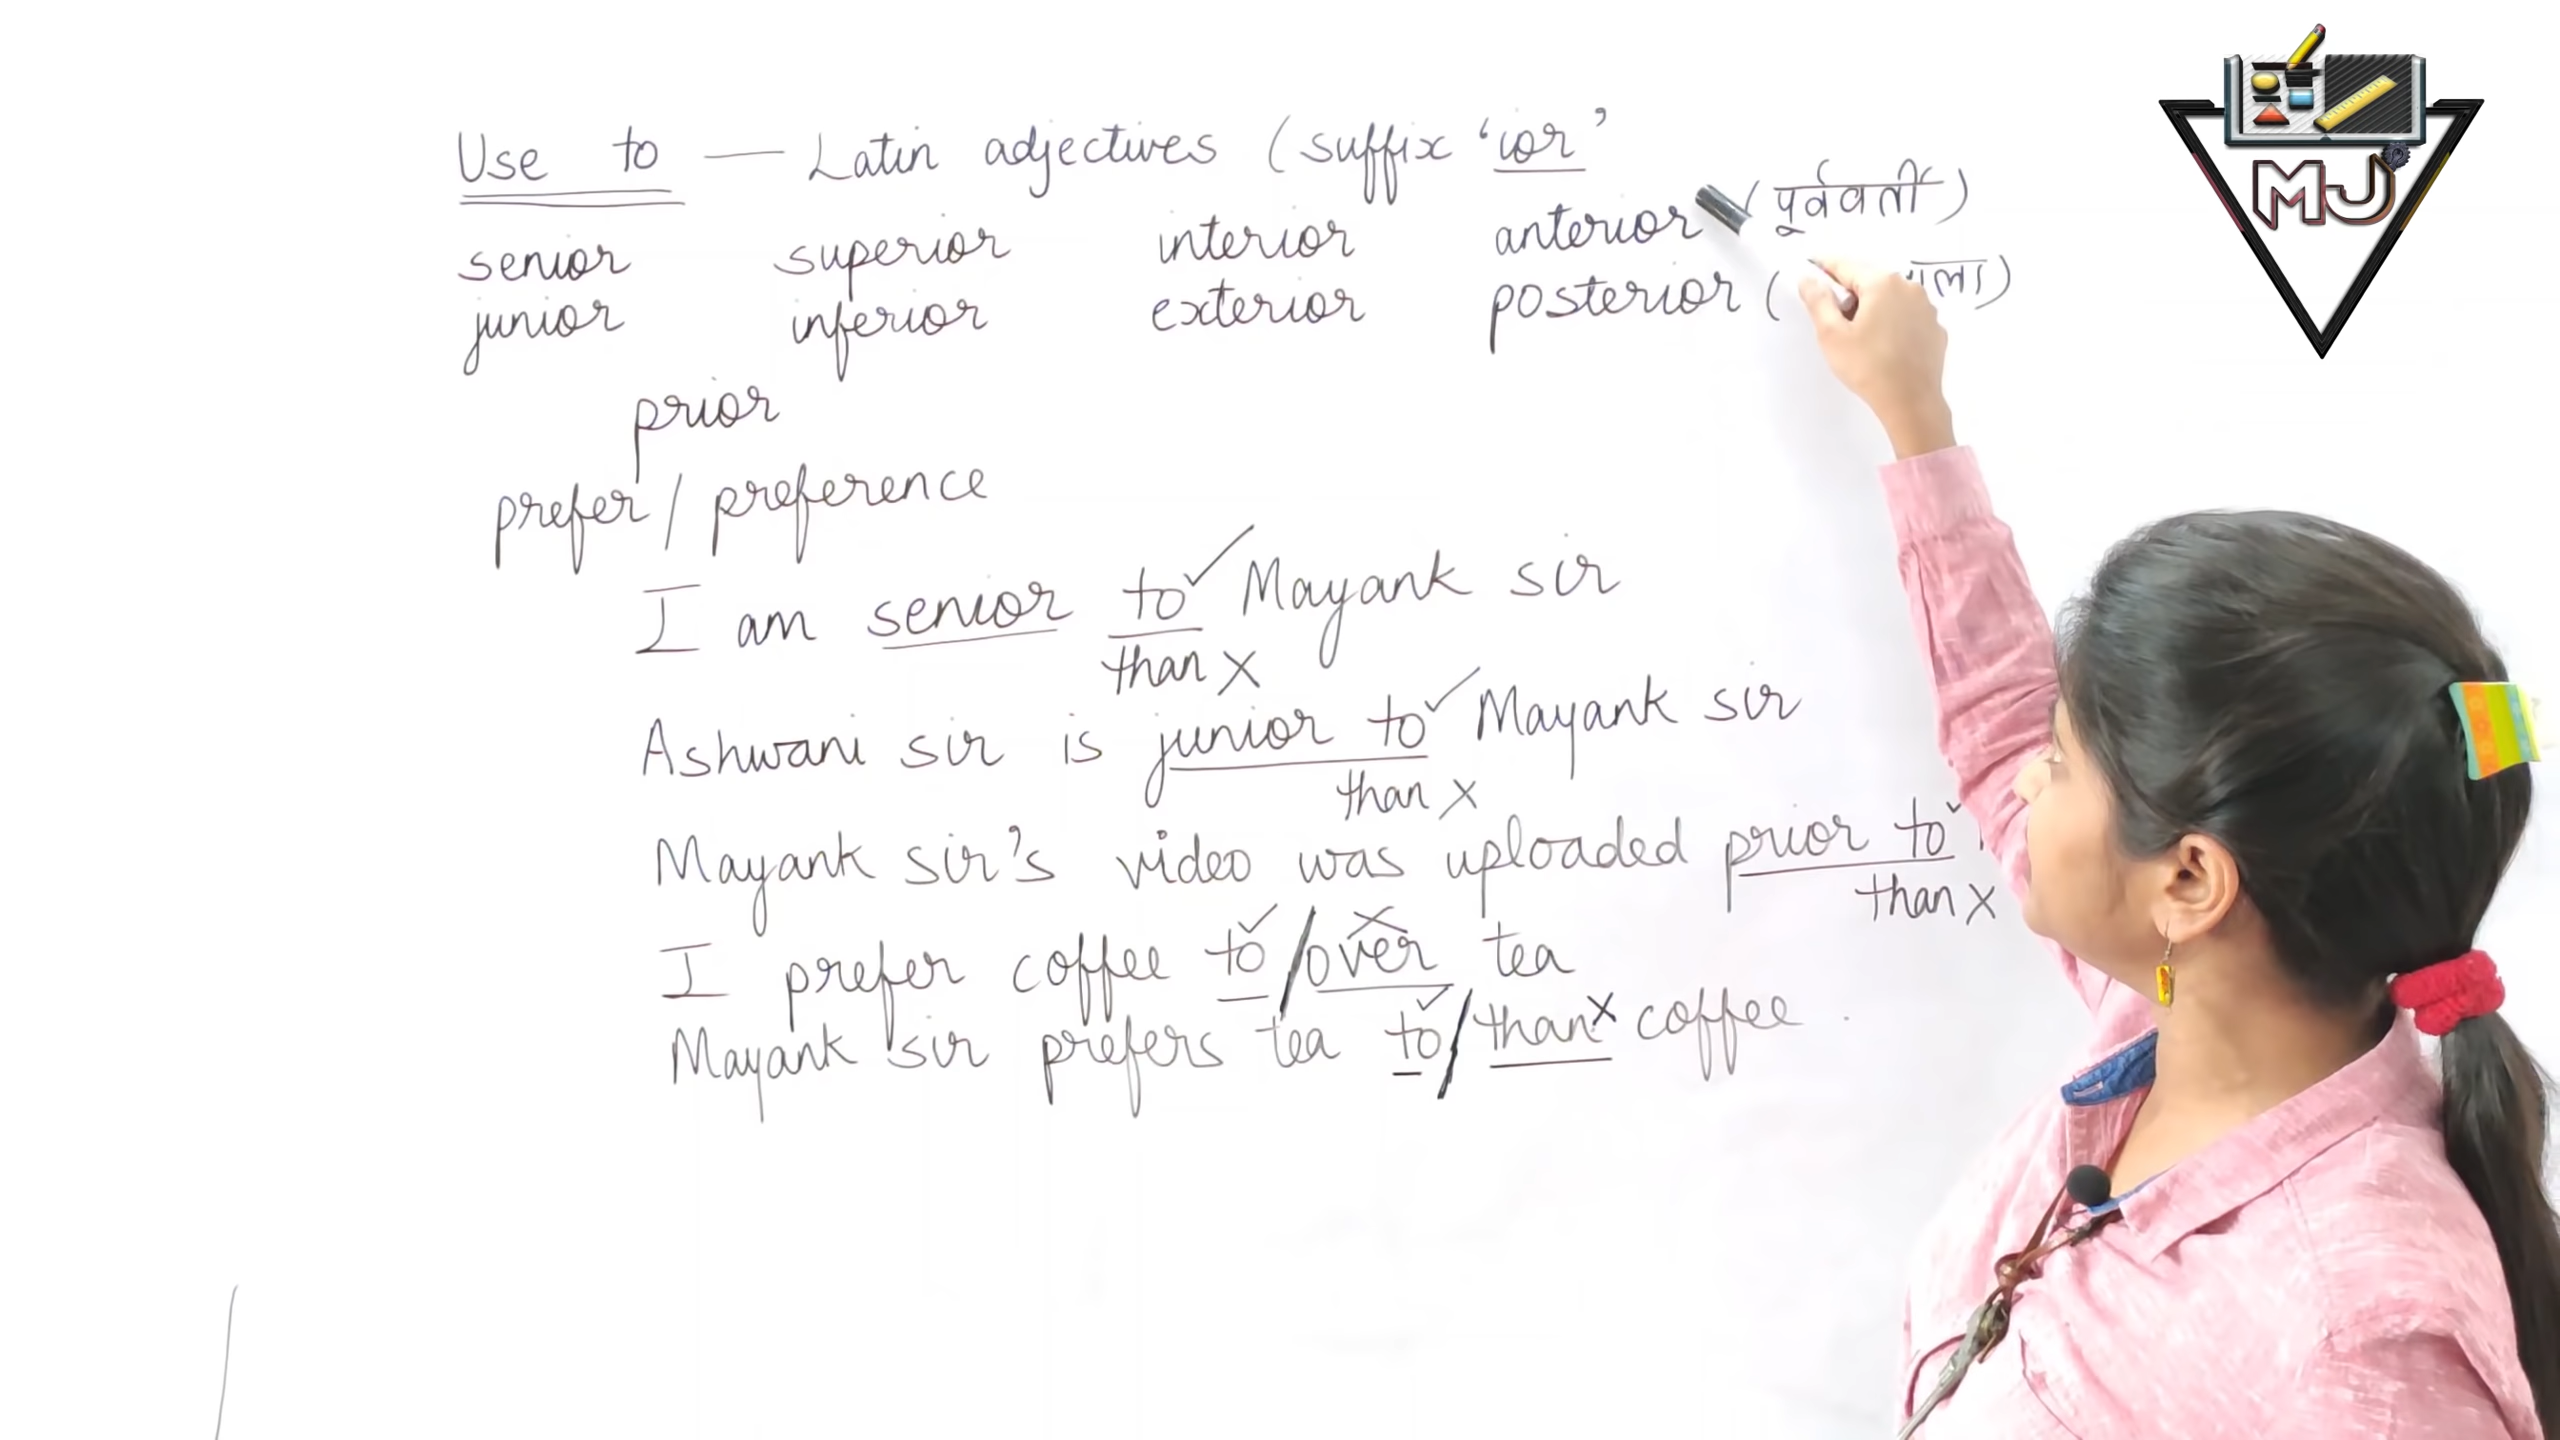 Use to — Latin adjectives (suffix 'ior'
senior superior interior anterior (पूर्ववर्ती)
junior inferior exterior posterior (
prior
prefer / preference
I am senior to ✓ Mayank sir
than X
Ashwani sir is junior to ✓ Mayank sir
than X
Mayank sir's video was uploaded prior to ✓
than X
I prefer coffee to ✓ / over X tea
Mayank sir prefers tea to ✓ / than X coffee.
MJ